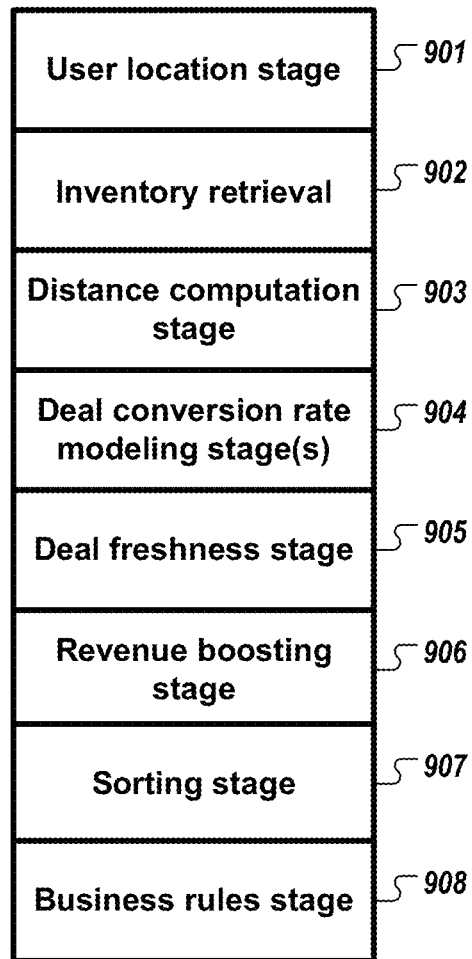 User location stage
901
Inventory retrieval
902
Distance computation
stage
903
Deal conversion rate
modeling stage(s)
904
Deal freshness stage
905
Revenue boosting
stage
906
Sorting stage
907
Business rules stage
908